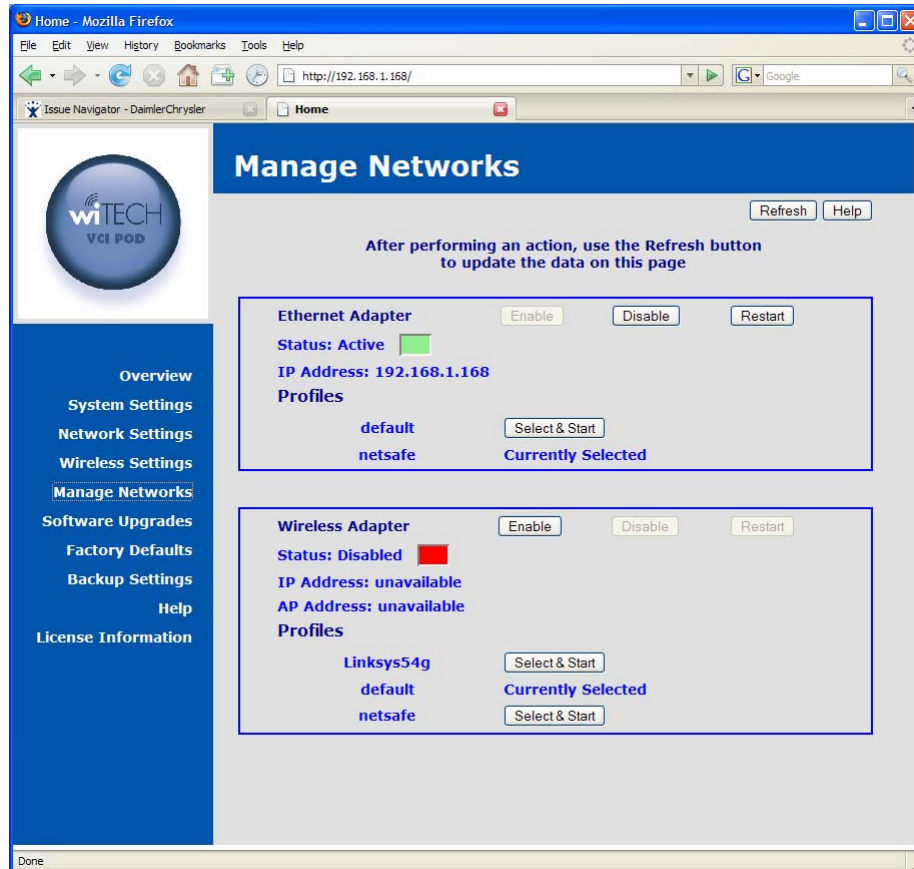 Home - Mozilla Firefox
File Edit View History Bookmarks Tools Help
http://192.168.1.168/ G Google
Issue Navigator - DaimlerChrysler Home
wiTECH
VCI POD
Manage Networks
Refresh Help
After performing an action, use the Refresh button
to update the data on this page
Overview
System Settings
Network Settings
Wireless Settings
Manage Networks
Software Upgrades
Factory Defaults
Backup Settings
Help
License Information
Ethernet Adapter Enable Disable Restart
Status: Active
IP Address: 192.168.1.168
Profiles
default Select & Start
netsafe Currently Selected
Wireless Adapter Enable Disable Restart
Status: Disabled
IP Address: unavailable
AP Address: unavailable
Profiles
Linksys54g Select & Start
default Currently Selected
netsafe Select & Start
Done